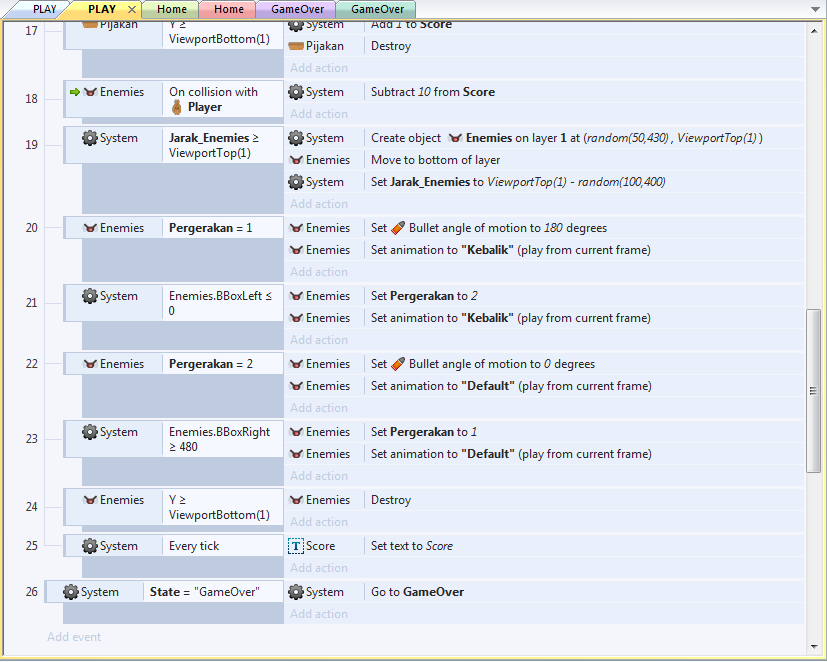 PLAY PLAY Home Home GameOver GameOver
17 Pijakan Y ≥ System Add 1 to Score
ViewportBottom(1) Pijakan Destroy
Add action
18 Enemies On collision with System Subtract 10 from Score
Player
Add action
19 System Jarak_Enemies ≥ System Create object Enemies on layer 1 at (random(50,430) , ViewportTop(1) )
ViewportTop(1) Enemies Move to bottom of layer
System Set Jarak_Enemies to ViewportTop(1) - random(100,400)
Add action
20 Enemies Pergerakan = 1 Enemies Set Bullet angle of motion to 180 degrees
Enemies Set animation to "Kebalik" (play from current frame)
Add action
21 System Enemies.BBoxLeft ≤ Enemies Set Pergerakan to 2
0 Enemies Set animation to "Kebalik" (play from current frame)
Add action
22 Enemies Pergerakan = 2 Enemies Set Bullet angle of motion to 0 degrees
Enemies Set animation to "Default" (play from current frame)
Add action
23 System Enemies.BBoxRight Enemies Set Pergerakan to 1
≥ 480 Enemies Set animation to "Default" (play from current frame)
Add action
24 Enemies Y ≥ Enemies Destroy
ViewportBottom(1)
Add action
25 System Every tick T Score Set text to Score
Add action
26 System State = "GameOver" System Go to GameOver
Add action
Add event